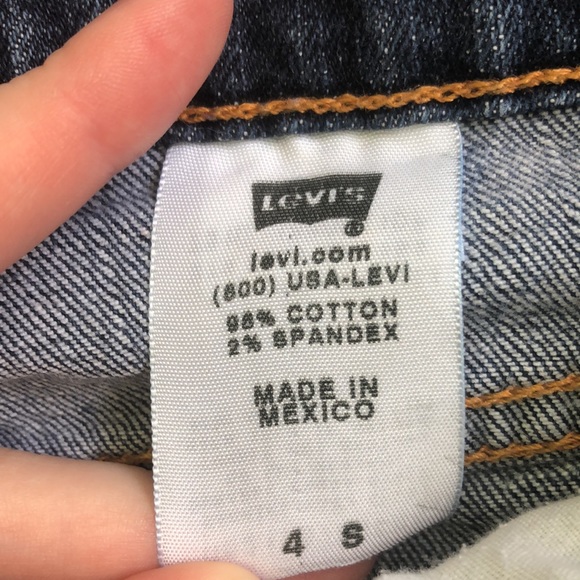 Levi's
®
levi.com
(800) USA-LEVI
98% COTTON
2% SPANDEX
MADE IN
MEXICO
4 S